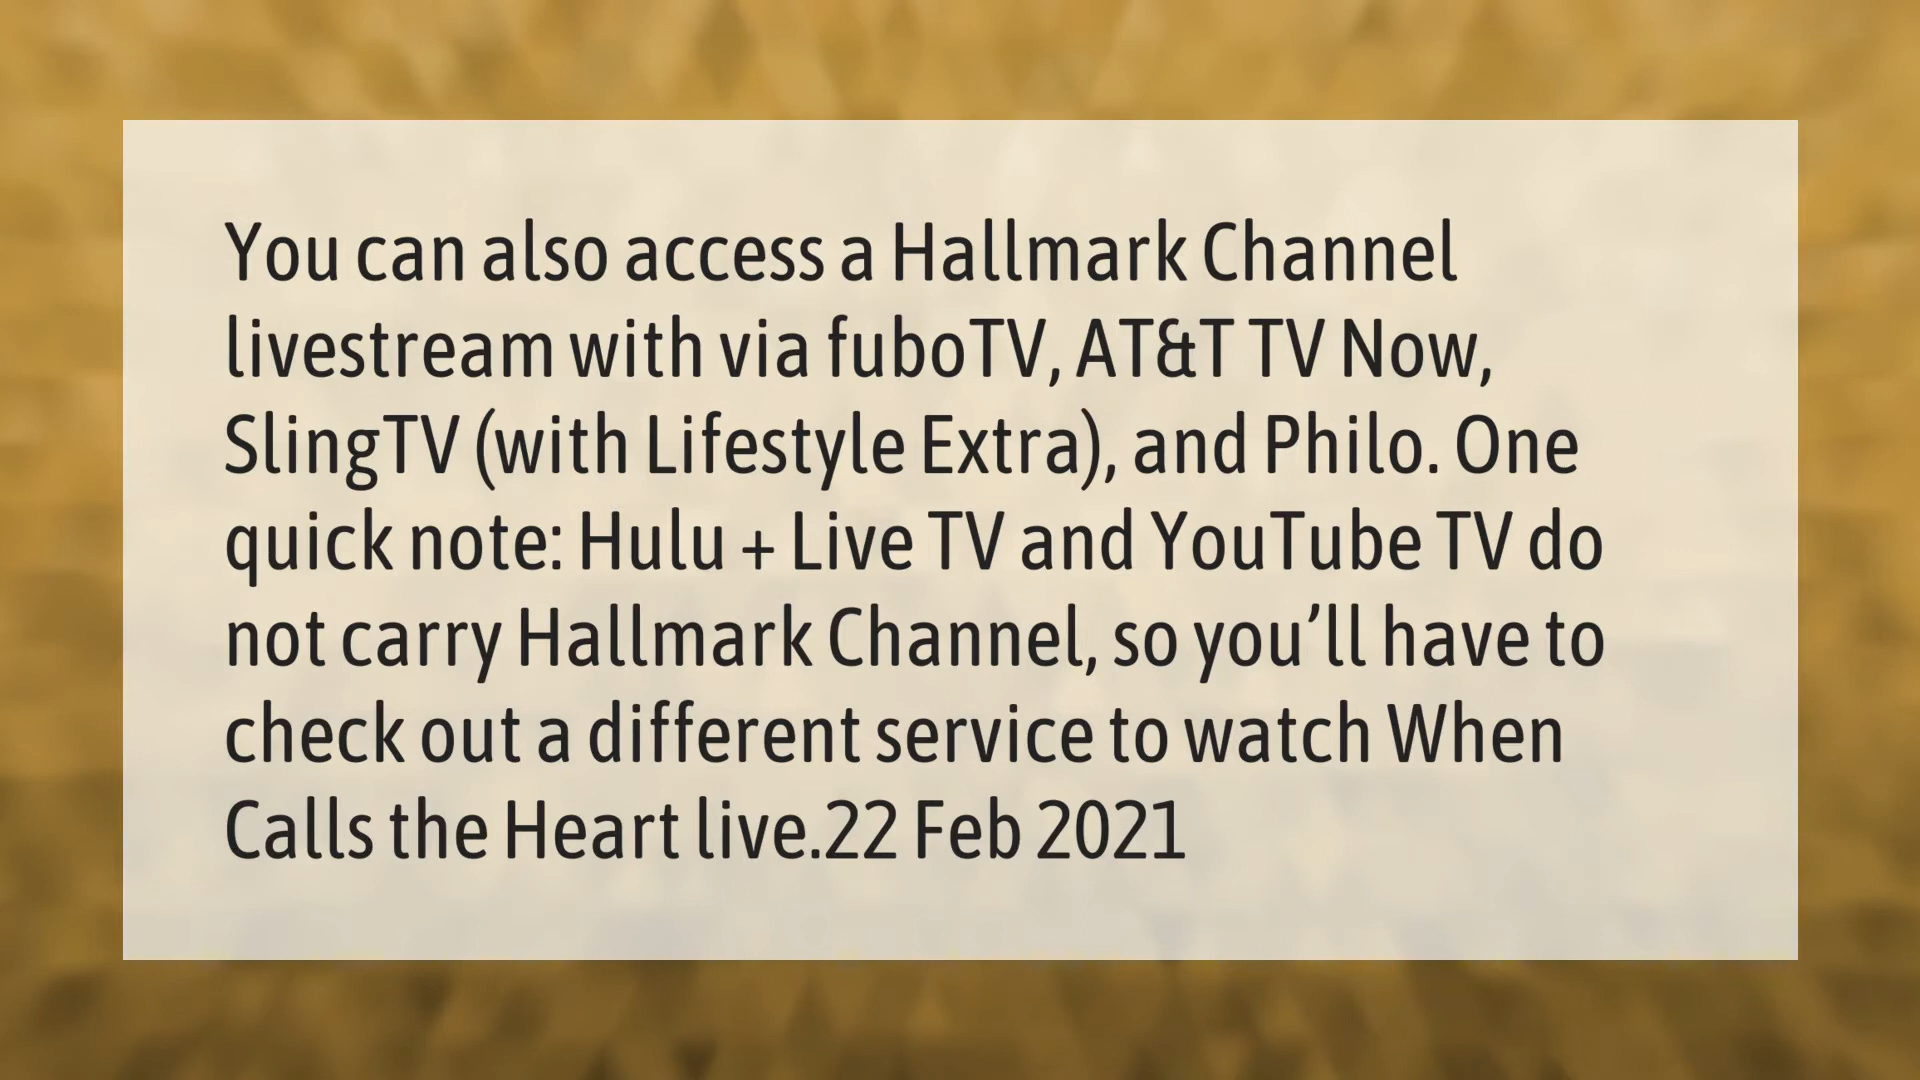 You can also access a Hallmark Channel
livestream with via fuboTV, AT&T TV Now,
SlingTV (with Lifestyle Extra), and Philo. One
quick note: Hulu + Live TV and YouTube TV do
not carry Hallmark Channel, so you’ll have to
check out a different service to watch When
Calls the Heart live.22 Feb 2021